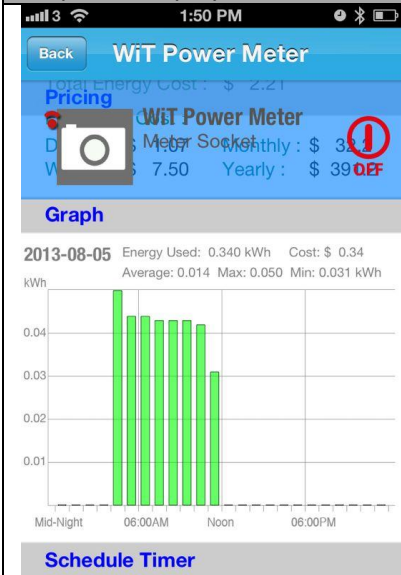 3 1:50 PM
Back WiT Power Meter
Total Energy Cost : $ 2.21
Pricing
WiT Power Meter
Meter Socket
$ 1.07 Monthly : $
$ 7.50 Yearly : $
OFF
Graph
2013-08-05 Energy Used: 0.340 kWh Cost: $ 0.34
Average: 0.014 Max: 0.050 Min: 0.031 kWh
kWh
0.04
0.03
0.02
0.01
Mid-Night 06:00AM Noon 06:00PM
Schedule Timer